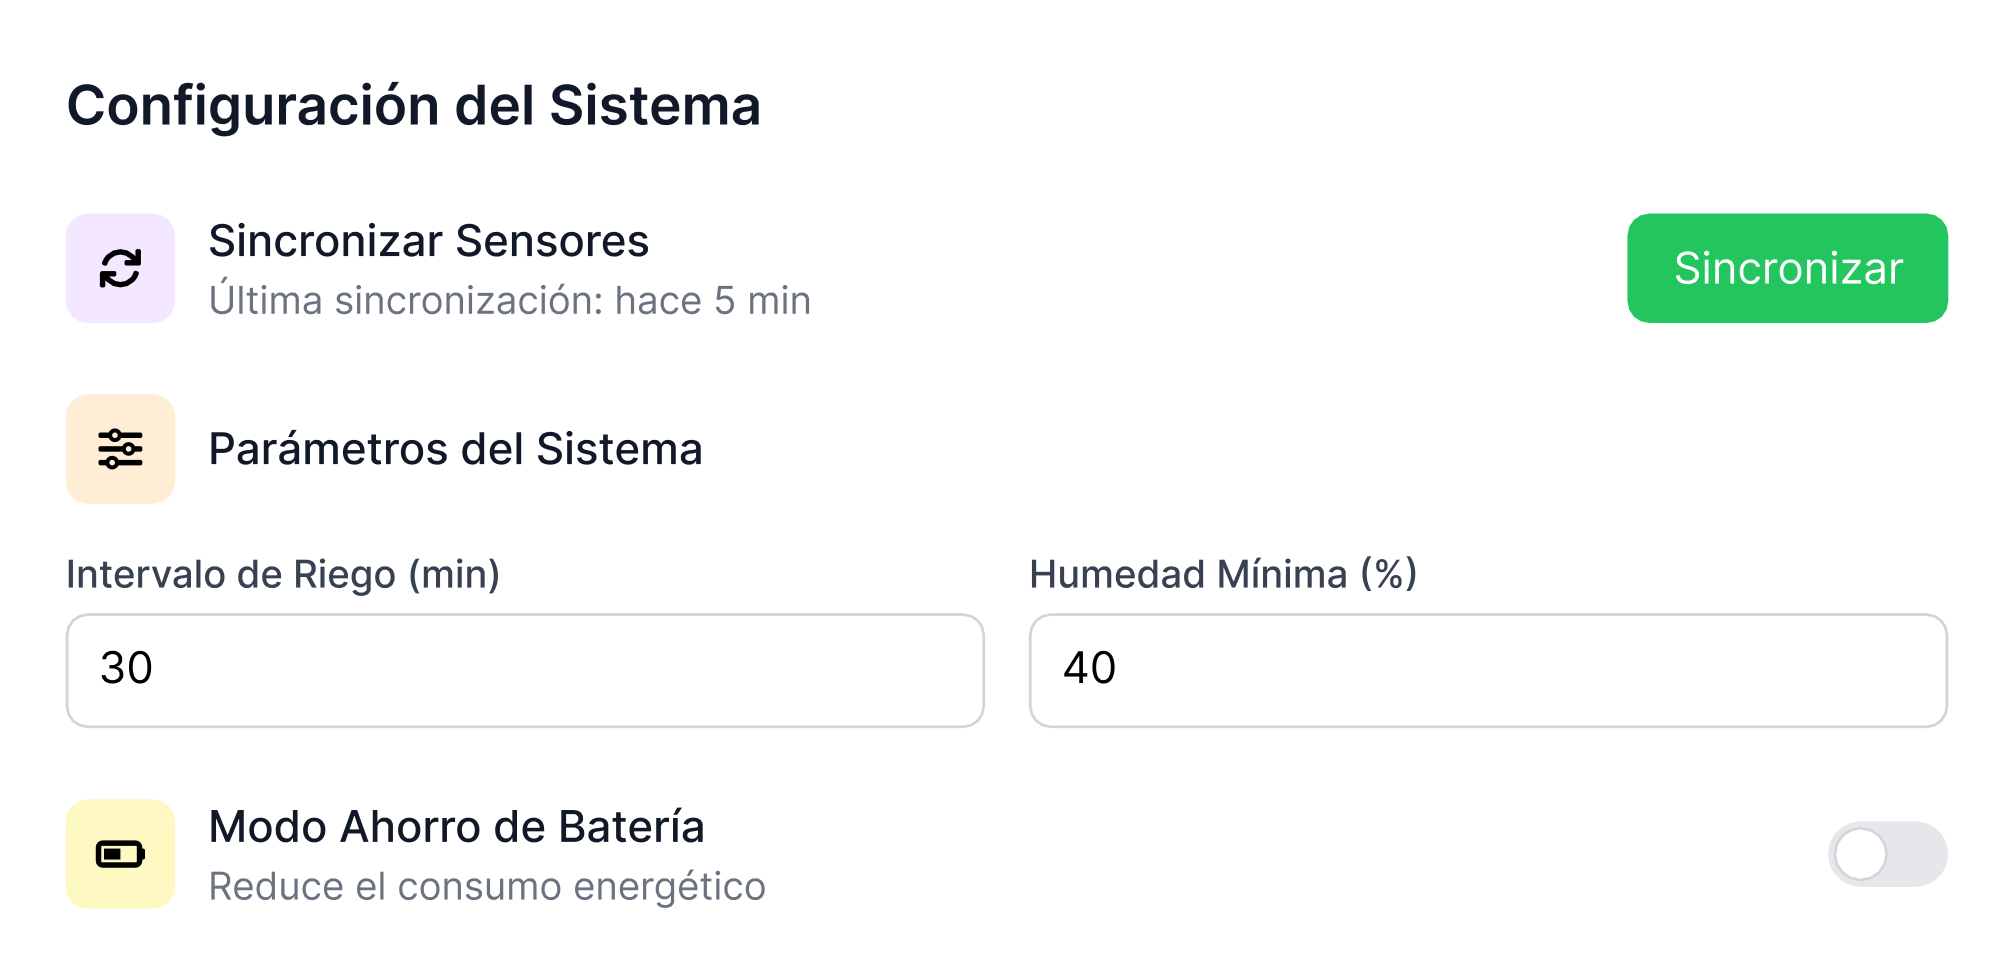 Configuración del Sistema
Sincronizar Sensores
Última sincronización: hace 5 min
Sincronizar
Parámetros del Sistema
Intervalo de Riego (min)
Humedad Mínima (%)
30
40
Modo Ahorro de Batería
Reduce el consumo energético